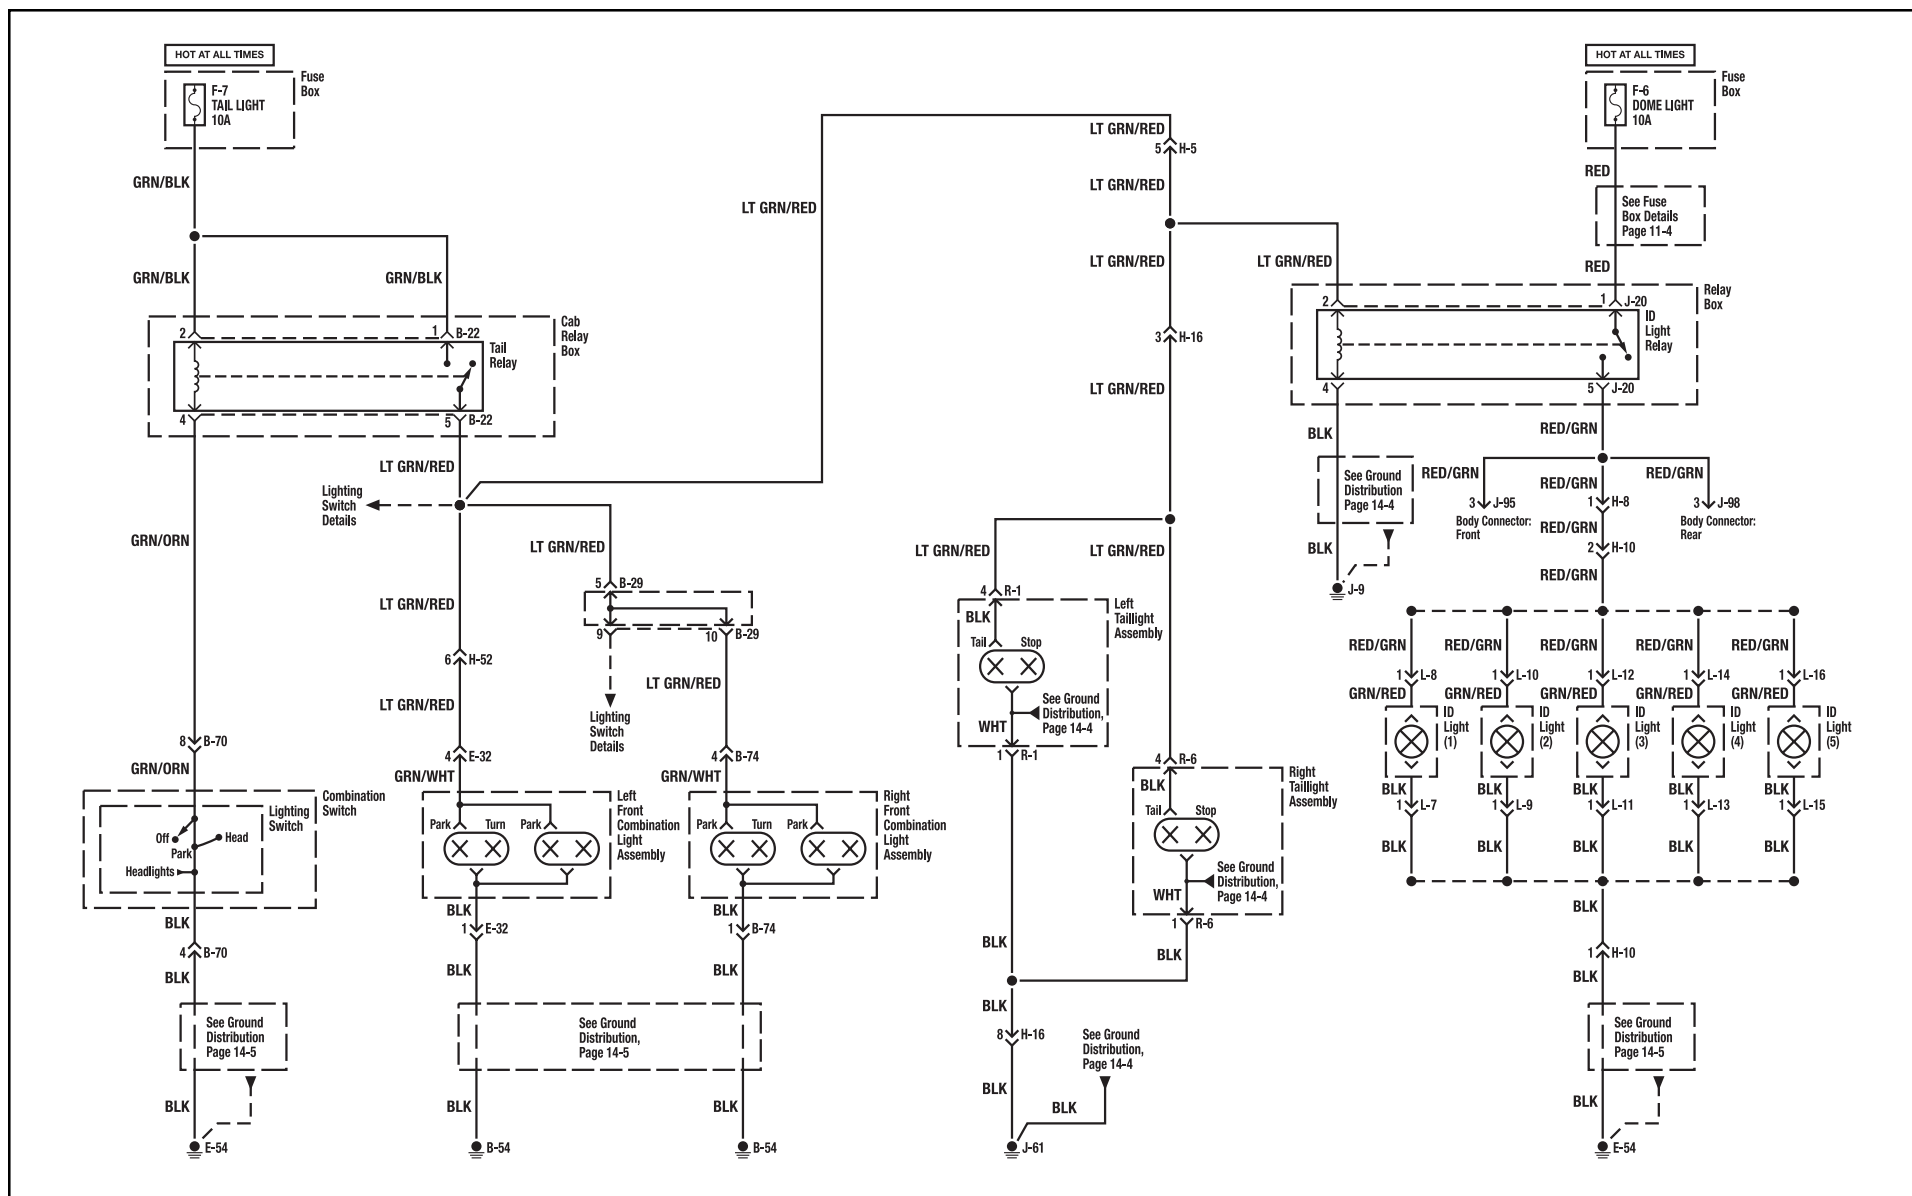 HOT AT ALL TIMES
F-7
TAIL LIGHT
10A
Fuse
Box
GRN/BLK
GRN/BLK
GRN/BLK
2
1
B-22
Tail
Relay
Cab
Relay
Box
4
5
B-22
LT GRN/RED
Lighting
Switch
Details
GRN/ORN
8
B-70
GRN/ORN
Combination
Switch
Lighting
Switch
Off
Head
Park
Headlights
BLK
4
B-70
BLK
See Ground
Distribution
Page 14-5
BLK
E-54
LT GRN/RED
6
H-52
LT GRN/RED
4
E-32
GRN/WHT
Park
Turn
Park
Left
Front
Combination
Light
Assembly
BLK
1
E-32
BLK
See Ground
Distribution,
Page 14-5
BLK
B-54
LT GRN/RED
5
B-29
9
10
B-29
Lighting
Switch
Details
LT GRN/RED
4
B-74
GRN/WHT
Park
Turn
Park
Right
Front
Combination
Light
Assembly
BLK
1
B-74
BLK
BLK
B-54
LT GRN/RED
LT GRN/RED
5
H-5
LT GRN/RED
LT GRN/RED
3
H-16
LT GRN/RED
LT GRN/RED
LT GRN/RED
4
R-1
BLK
Tail
Stop
Left
Taillight
Assembly
See Ground
Distribution,
Page 14-4
WHT
1
R-1
4
R-6
BLK
Tail
Stop
Right
Taillight
Assembly
See Ground
Distribution,
Page 14-4
WHT
1
R-6
BLK
BLK
BLK
8
H-16
See Ground
Distribution,
Page 14-4
BLK
BLK
J-61
HOT AT ALL TIMES
F-6
DOME LIGHT
10A
Fuse
Box
RED
See Fuse
Box Details
Page 11-4
RED
LT GRN/RED
2
1
J-20
ID
Light
Relay
Relay
Box
4
5
J-20
BLK
See Ground
Distribution
Page 14-4
BLK
J-9
RED/GRN
RED/GRN
RED/GRN
RED/GRN
3
J-95
Body Connector:
Front
1
H-8
3
J-98
Body Connector:
Rear
RED/GRN
2
H-10
RED/GRN
RED/GRN
RED/GRN
RED/GRN
RED/GRN
RED/GRN
1
L-8
1
L-10
1
L-12
1
L-14
1
L-16
GRN/RED
GRN/RED
GRN/RED
GRN/RED
GRN/RED
ID
Light
(1)
ID
Light
(2)
ID
Light
(3)
ID
Light
(4)
ID
Light
(5)
BLK
BLK
BLK
BLK
BLK
1
L-7
1
L-9
1
L-11
1
L-13
1
L-15
BLK
BLK
BLK
BLK
BLK
BLK
1
H-10
BLK
See Ground
Distribution
Page 14-5
BLK
E-54